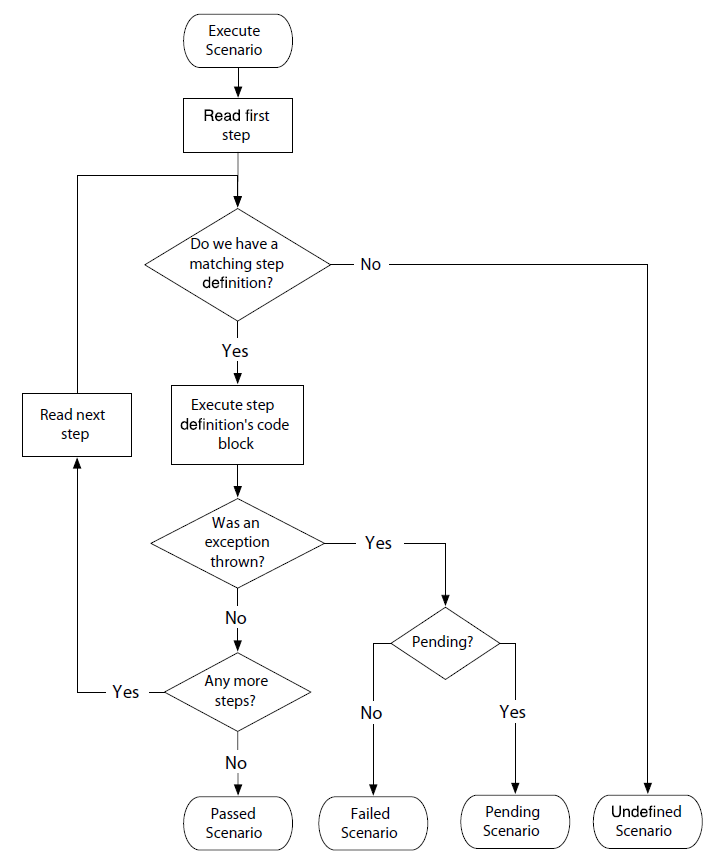 Execute
Scenario
Read first
step
Do we have a
matching step
definition?
No
Yes
Read next
step
Execute step
definition's code
block
Was an
exception
thrown?
Yes
No
Pending?
Any more
steps?
Yes
No
Yes
No
Passed
Scenario
Failed
Scenario
Pending
Scenario
Undefined
Scenario